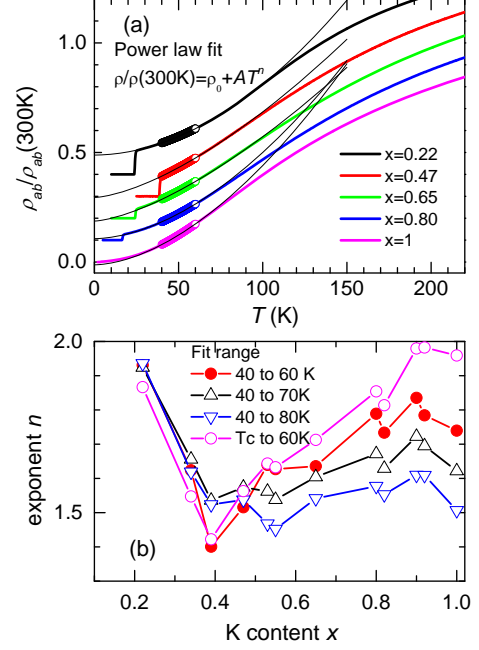 (a)
Power law fit
ρ/ρ(300K)=ρ₀+ATⁿ
x=0.22
x=0.47
x=0.65
x=0.80
x=1
1.0
0.5
0.0
ρab/ρab(300K)
0 50 100 150 200
T (K)
2.0
1.5
exponent n
Fit range
40 to 60 K
40 to 70K
40 to 80K
Tc to 60K
(b)
0.2 0.4 0.6 0.8 1.0
K content x